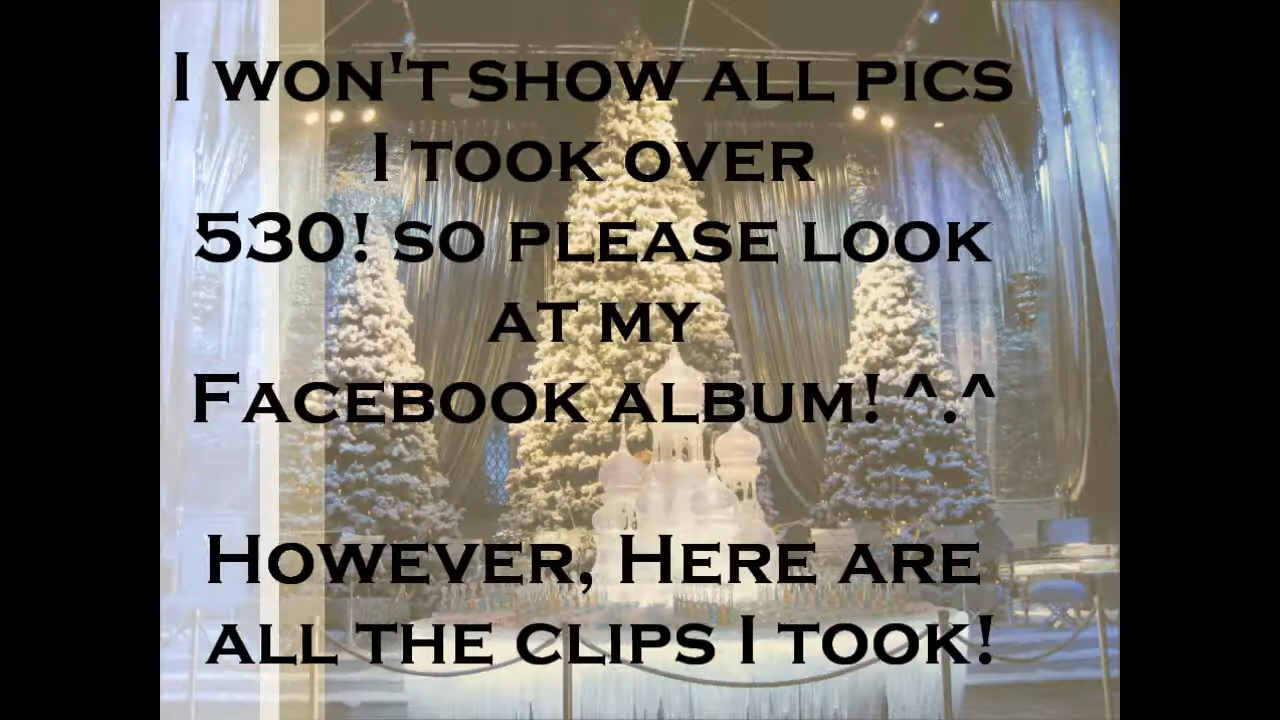 I WON'T SHOW ALL PICS
I TOOK OVER
530! SO PLEASE LOOK
AT MY
FACEBOOK ALBUM! ^.^
HOWEVER, HERE ARE
ALL THE CLIPS I TOOK!